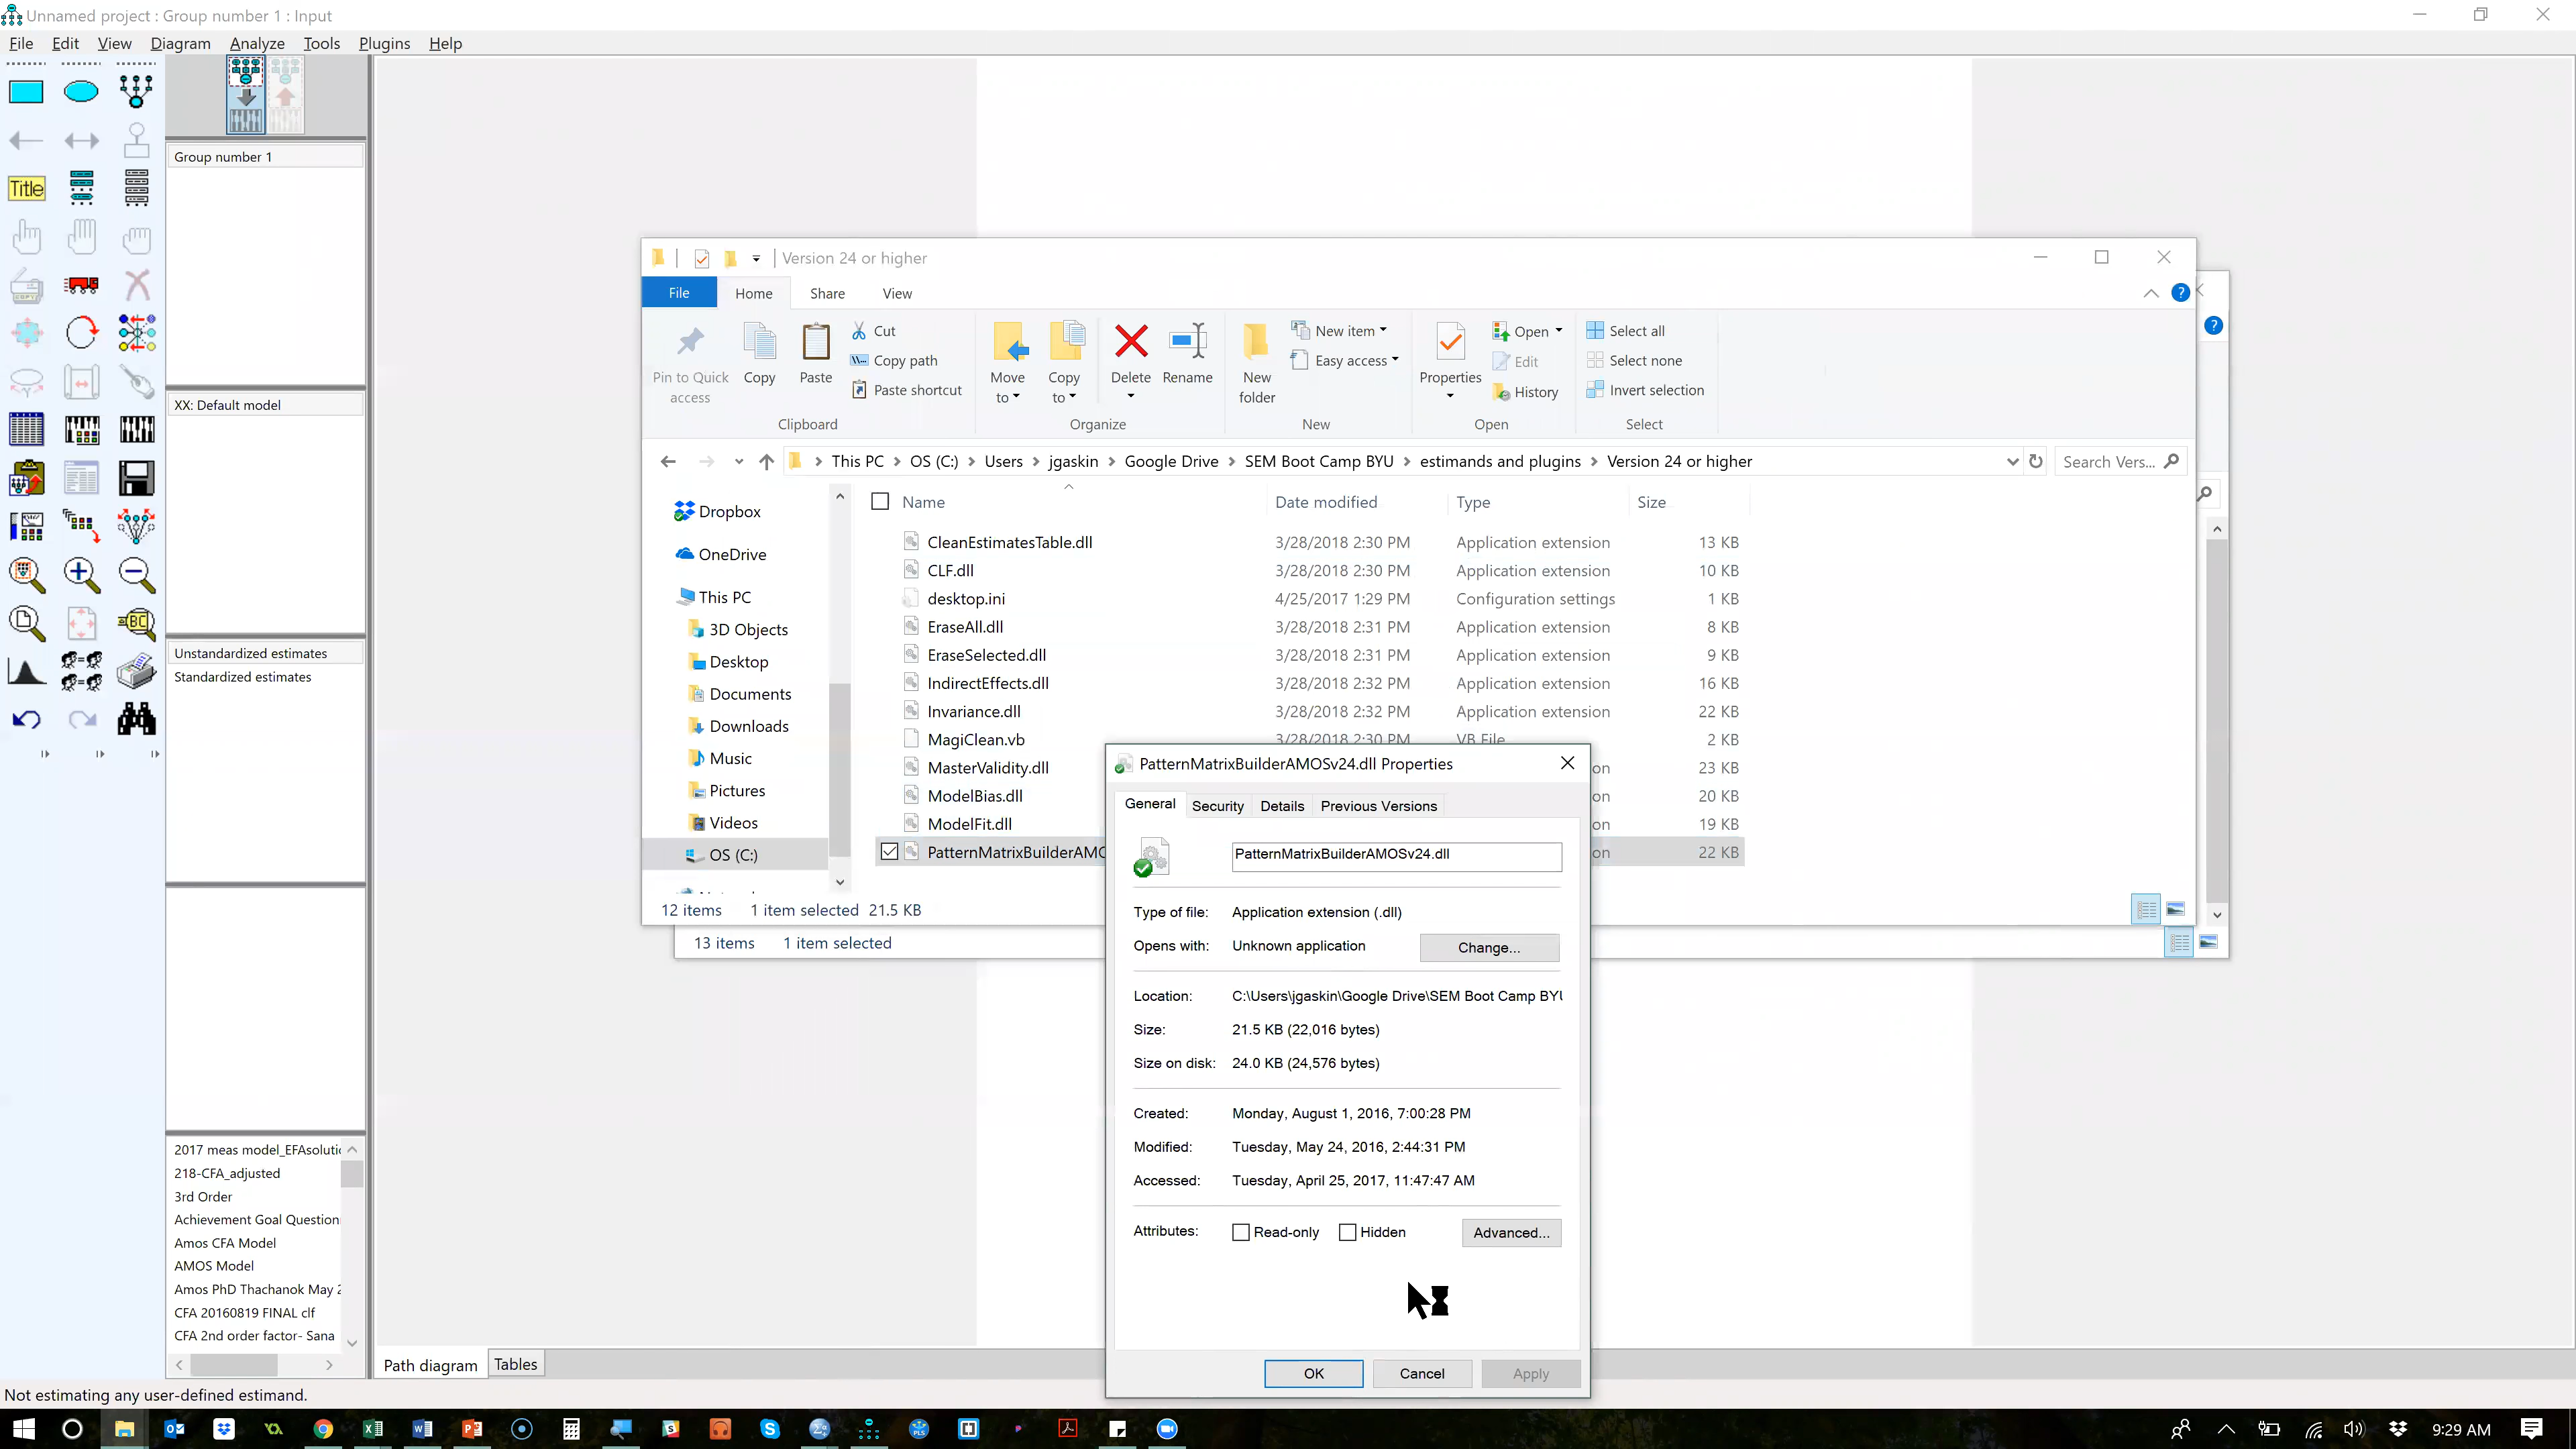 Unnamed project : Group number 1 : Input
File Edit View Diagram Analyze Tools Plugins Help
Title
Group number 1
XX: Default model
Unstandardized estimates
Standardized estimates
2017 meas model_EFAsolutio
218-CFA_adjusted
3rd Order
Achievement Goal Question
Amos CFA Model
AMOS Model
Amos PhD Thachanok May 2
CFA 20160819 FINAL clf
CFA 2nd order factor- Sana
Path diagram Tables
Not estimating any user-defined estimand.
Version 24 or higher
File Home Share View
Pin to Quick access
Copy
Paste
Cut
Copy path
Paste shortcut
Clipboard
Move to
Copy to
Delete
Rename
Organize
New folder
New item
Easy access
New
Properties
Open
Edit
History
Open
Select all
Select none
Invert selection
Select
This PC > OS (C:) > Users > jgaskin > Google Drive > SEM Boot Camp BYU > estimands and plugins > Version 24 or higher
Search Vers...
Dropbox
OneDrive
This PC
3D Objects
Desktop
Documents
Downloads
Music
Pictures
Videos
OS (C:)
Name Date modified Type Size
CleanEstimatesTable.dll 3/28/2018 2:30 PM Application extension 13 KB
CLF.dll 3/28/2018 2:30 PM Application extension 10 KB
desktop.ini 4/25/2017 1:29 PM Configuration settings 1 KB
EraseAll.dll 3/28/2018 2:31 PM Application extension 8 KB
EraseSelected.dll 3/28/2018 2:31 PM Application extension 9 KB
IndirectEffects.dll 3/28/2018 2:32 PM Application extension 16 KB
Invariance.dll 3/28/2018 2:32 PM Application extension 22 KB
MagiClean.vb 3/28/2018 2:30 PM VB File 2 KB
MasterValidity.dll on 23 KB
ModelBias.dll on 20 KB
ModelFit.dll on 19 KB
PatternMatrixBuilderAMO on 22 KB
12 items 1 item selected 21.5 KB
13 items 1 item selected
PatternMatrixBuilderAMOSv24.dll Properties
General Security Details Previous Versions
PatternMatrixBuilderAMOSv24.dll
Type of file: Application extension (.dll)
Opens with: Unknown application Change...
Location: C:\Users\jgaskin\Google Drive\SEM Boot Camp BYU
Size: 21.5 KB (22,016 bytes)
Size on disk: 24.0 KB (24,576 bytes)
Created: Monday, August 1, 2016, 7:00:28 PM
Modified: Tuesday, May 24, 2016, 2:44:31 PM
Accessed: Tuesday, April 25, 2017, 11:47:47 AM
Attributes: Read-only Hidden Advanced...
OK Cancel Apply
9:29 AM